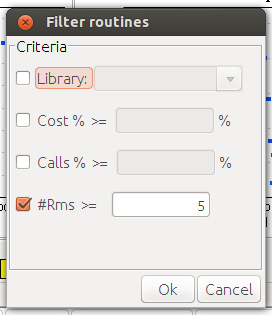 Filter routines
Criteria
Library:
Cost % >= %
Calls % >= %
#Rms >= 5
Ok Cancel